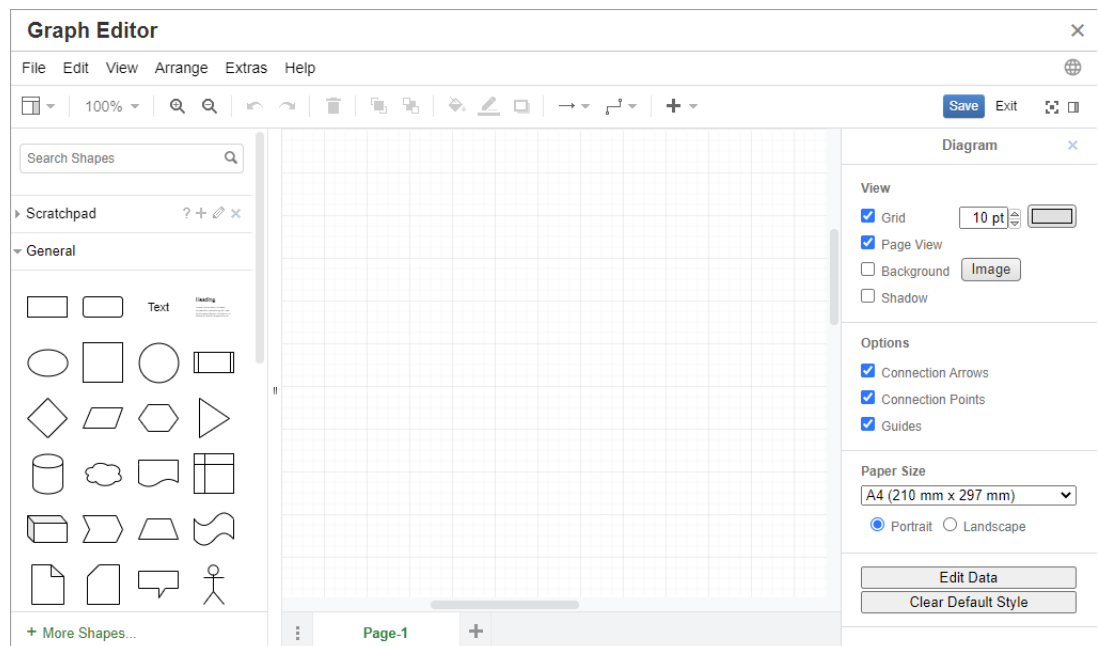 Graph Editor
File Edit View Arrange Extras Help
100%
Save Exit
Search Shapes
Scratchpad ?
General
Text
Heading
+ More Shapes...
Page-1
Diagram
View
Grid 10 pt
Page View
Background Image
Shadow
Options
Connection Arrows
Connection Points
Guides
Paper Size
A4 (210 mm x 297 mm)
Portrait Landscape
Edit Data
Clear Default Style